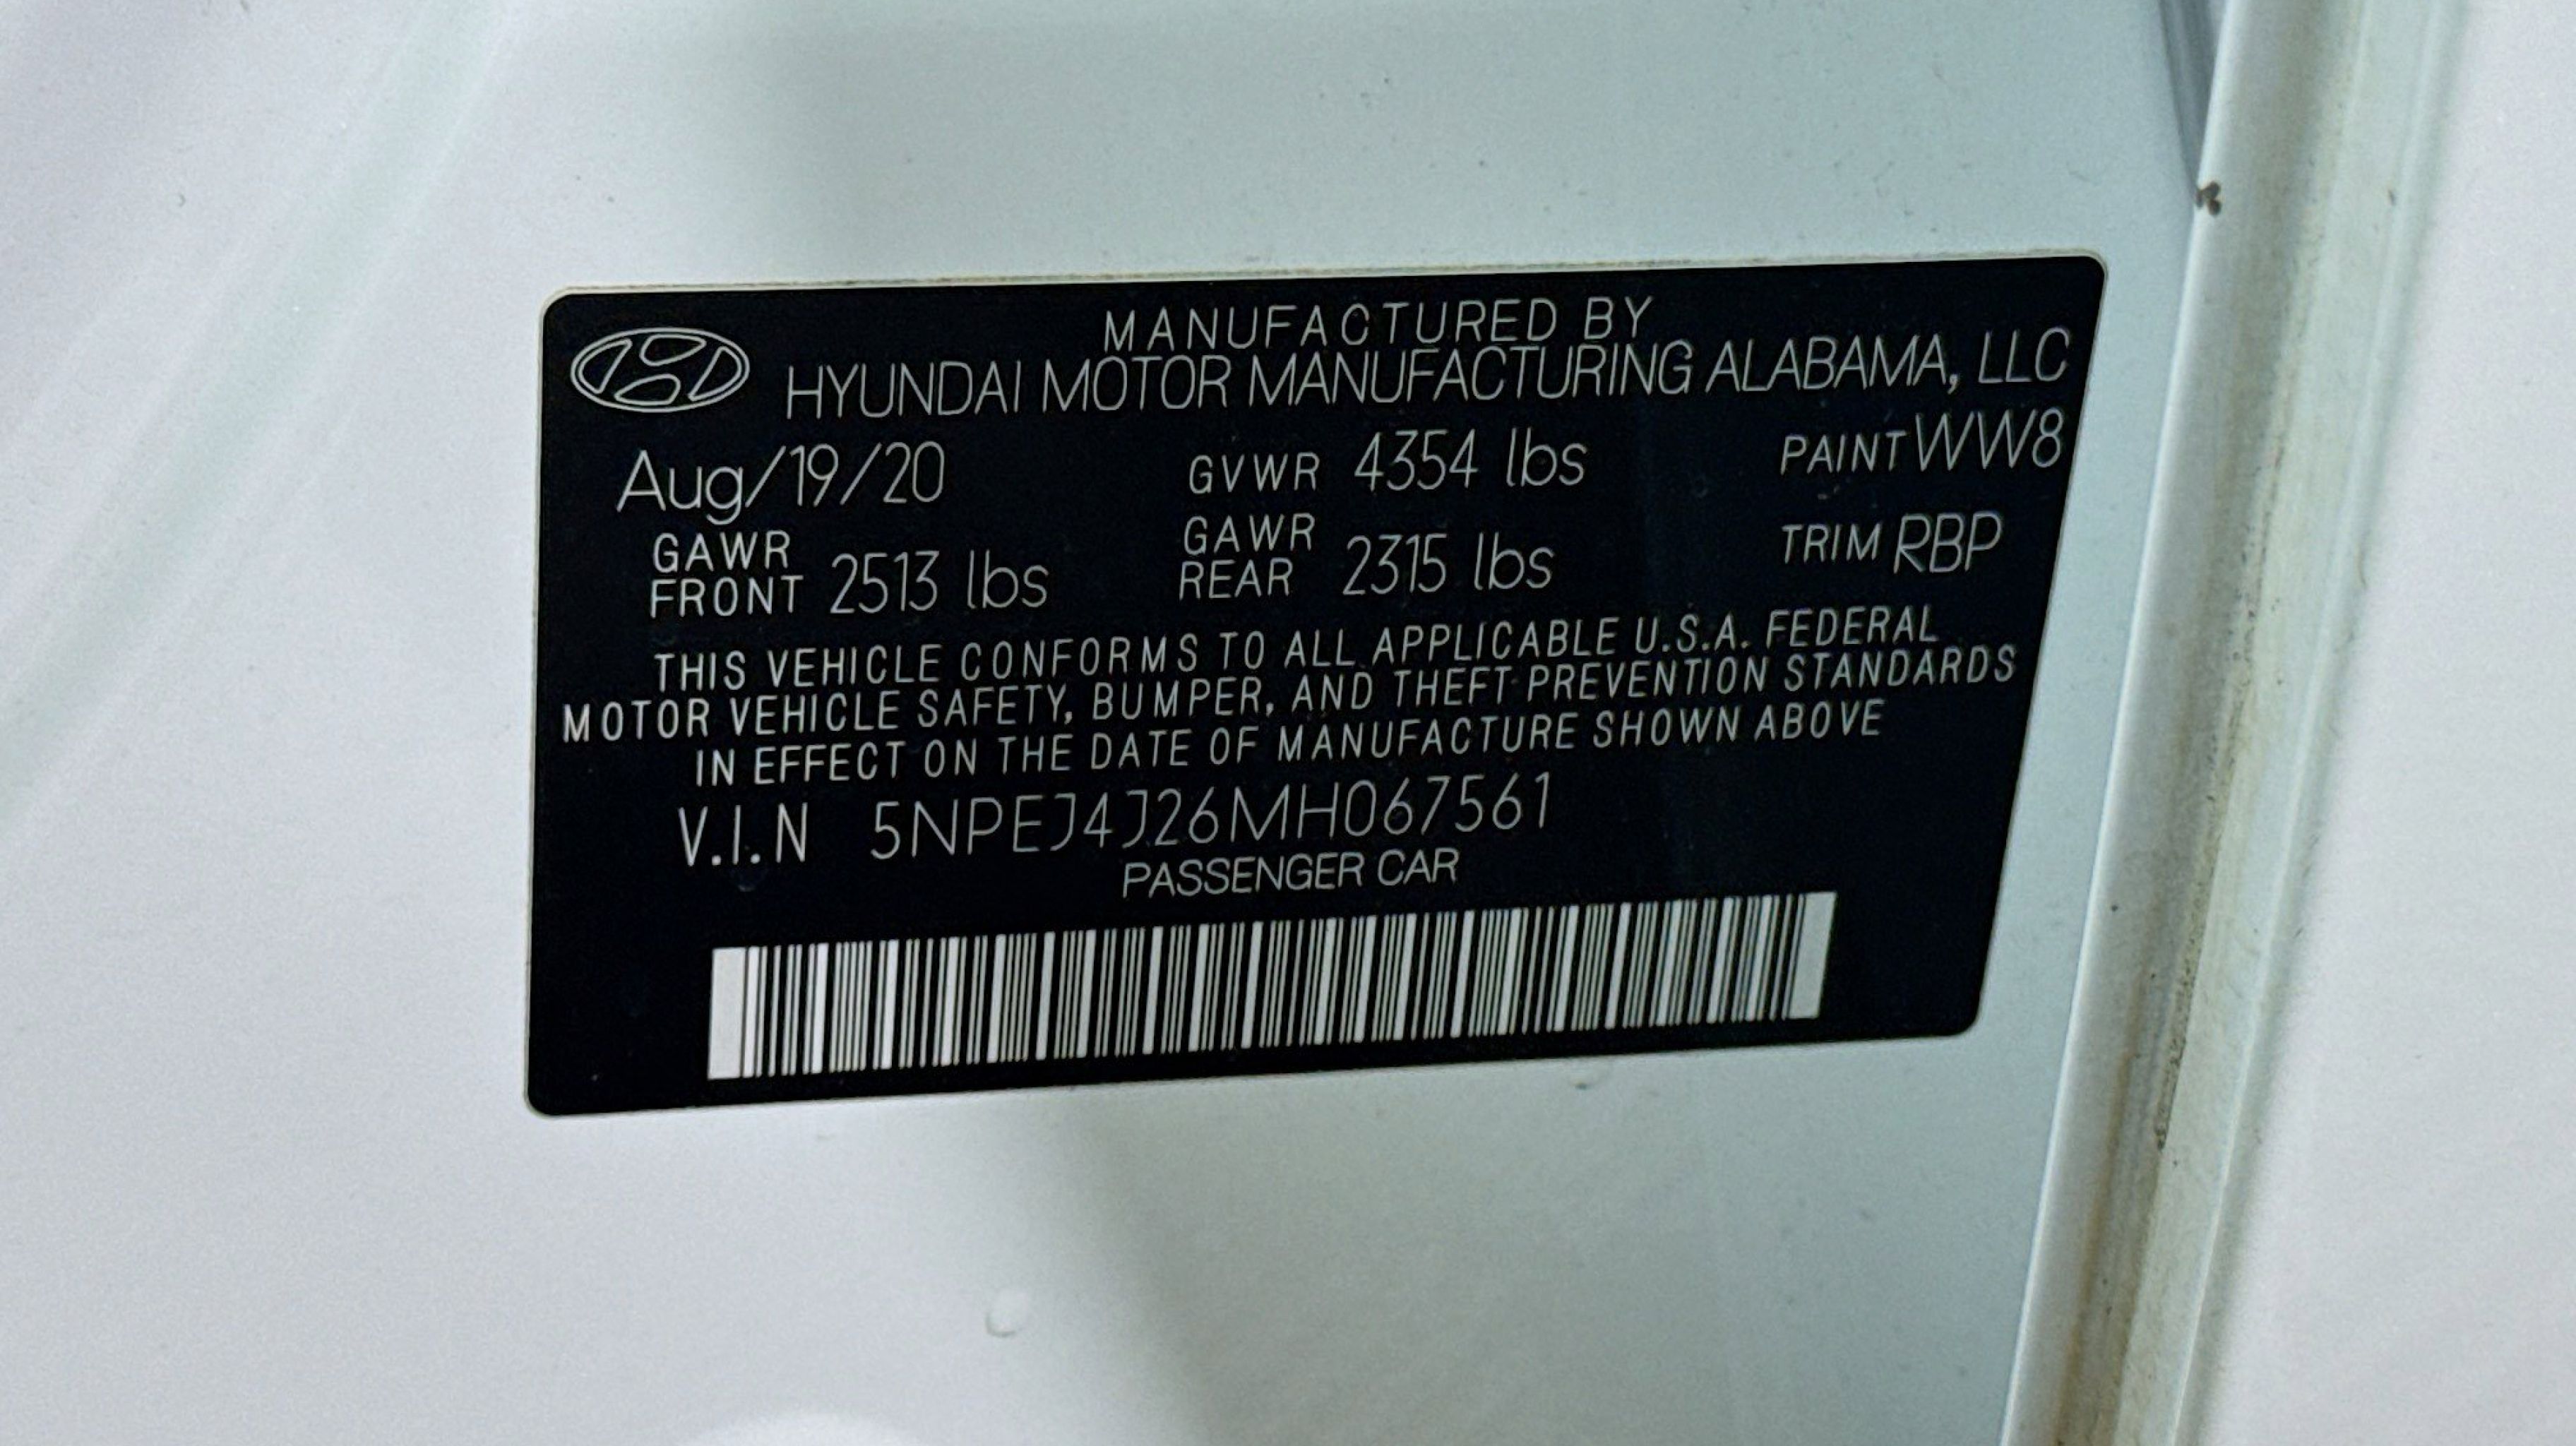 MANUFACTURED BY
HYUNDAI MOTOR MANUFACTURING ALABAMA, LLC
Aug/19/20 GVWR 4354 lbs PAINT WW8
GAWR FRONT 2513 lbs GAWR REAR 2315 lbs TRIM RBP
THIS VEHICLE CONFORMS TO ALL APPLICABLE U.S.A. FEDERAL
MOTOR VEHICLE SAFETY, BUMPER, AND THEFT PREVENTION STANDARDS
IN EFFECT ON THE DATE OF MANUFACTURE SHOWN ABOVE
V.I.N 5NPEJ4J26MH067561
PASSENGER CAR